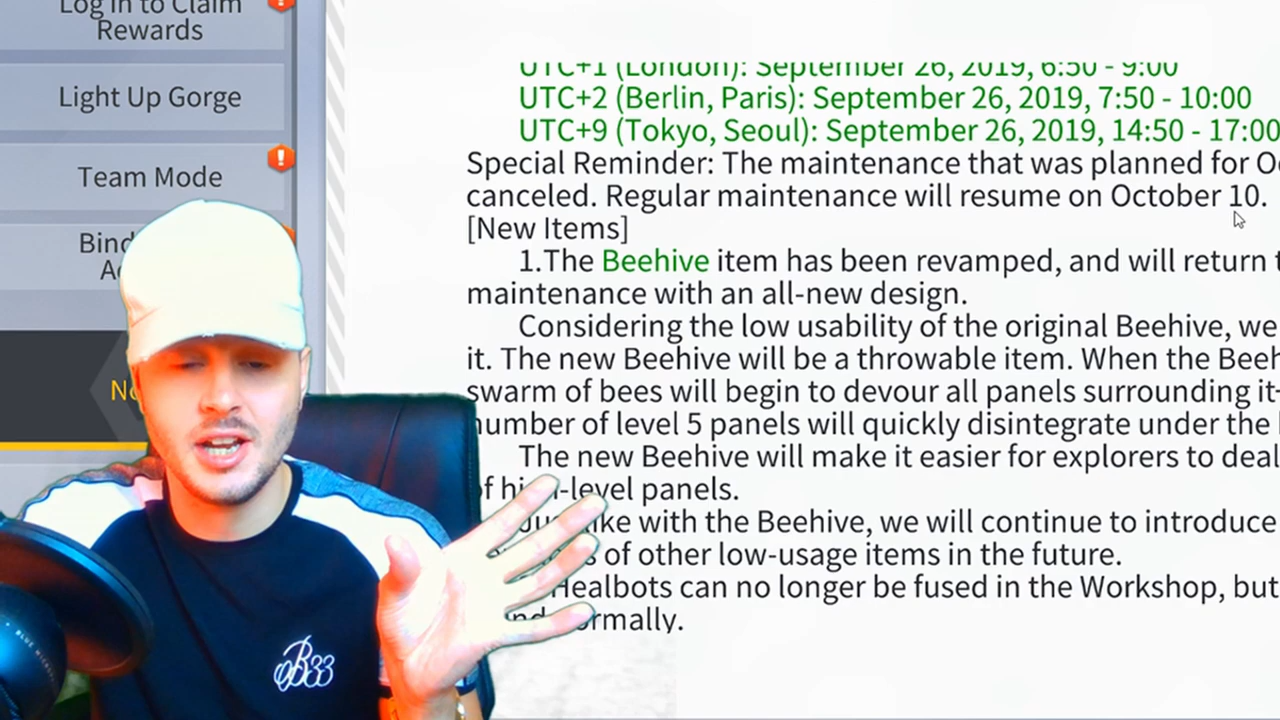 Log in to Claim
Rewards
Light Up Gorge
Team Mode
Bind
UTC+1 (London): September 26, 2019, 6:50 - 9:00
UTC+2 (Berlin, Paris): September 26, 2019, 7:50 - 10:00
UTC+9 (Tokyo, Seoul): September 26, 2019, 14:50 - 17:00
Special Reminder: The maintenance that was planned for
canceled. Regular maintenance will resume on October 10.
[New Items]
1.The Beehive item has been revamped, and will return
maintenance with an all-new design.
Considering the low usability of the original Beehive, we
it. The new Beehive will be a throwable item. When the
swarm of bees will begin to devour all panels surrounding it
number of level 5 panels will quickly disintegrate under the
The new Beehive will make it easier for explorers to deal
of -level panels.
with the Beehive, we will continue to introduce
of other low-usage items in the future.
Healbots can no longer be fused in the Workshop, but
B33